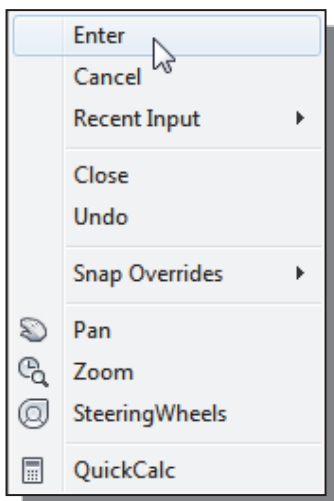 Enter
Cancel
Recent Input
Close
Undo
Snap Overrides
Pan
Zoom
SteeringWheels
QuickCalc